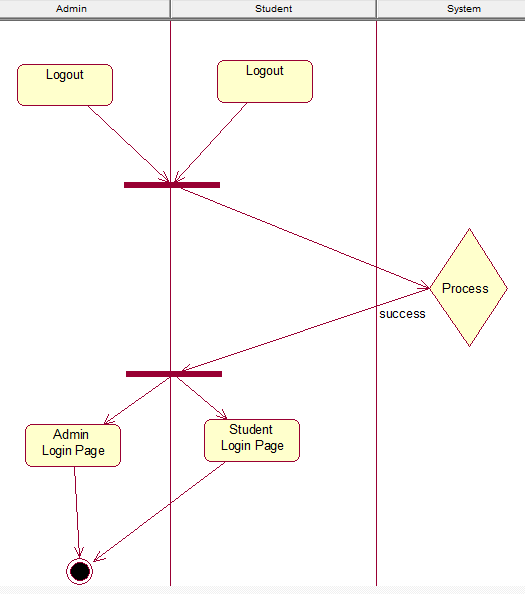 Admin
Student
System
Logout
Logout
Process
success
Admin
Login Page
Student
Login Page